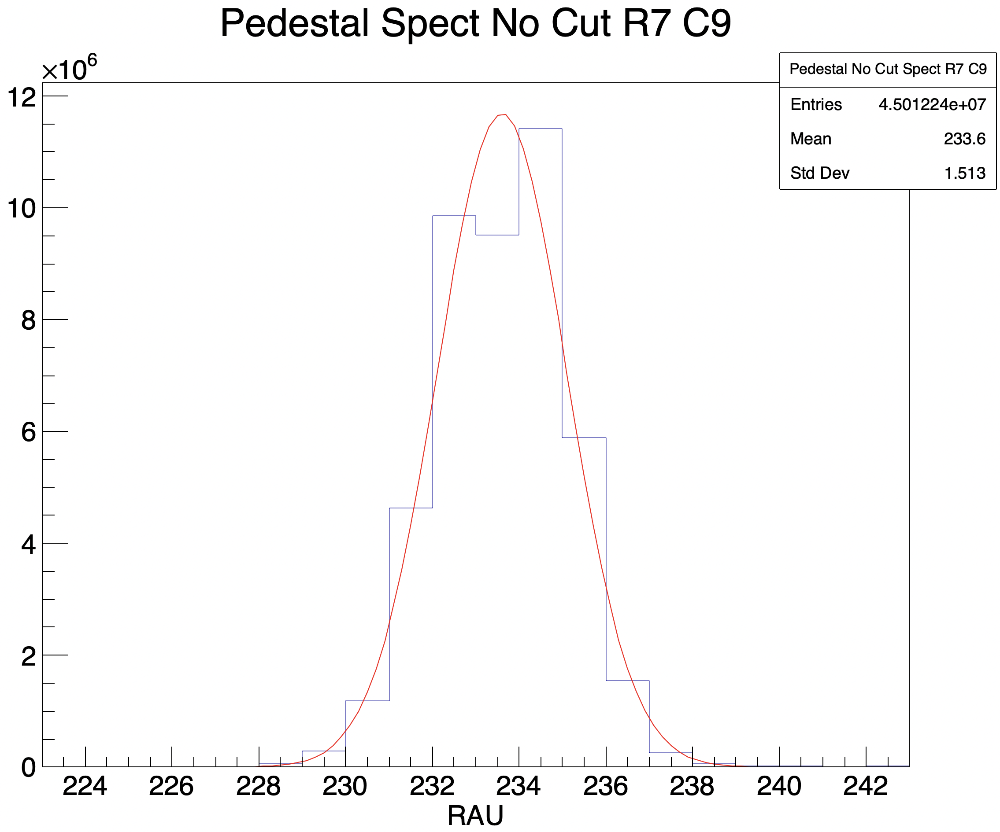 Pedestal Spect No Cut R7 C9
×10⁶
Pedestal No Cut Spect R7 C9
Entries 4.501224e+07
Mean 233.6
Std Dev 1.513
12
10
8
6
4
2
0
224 226 228 230 232 234 236 238 240 242
RAU